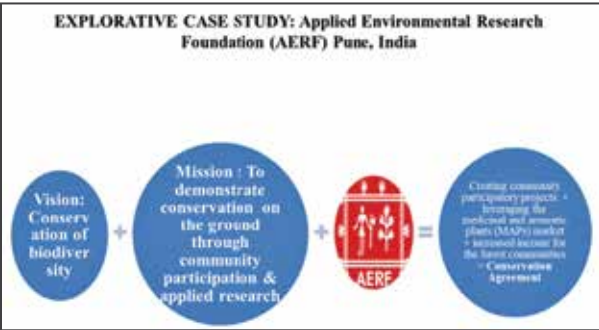 EXPLORATIVE CASE STUDY: Applied Environmental Research
Foundation (AERF) Pune, India
Vision:
Conserv
ation of
biodiver
sity
+
Mission : To
demonstrate
conservation on
the ground
through
community
participation &
applied research
+
AERF
=
Creating community
participatory projects +
leveraging the
medicinal and aromatic
plants (MAPs) market
+ increased income for
the forest communities
+ Conservation
Agreement